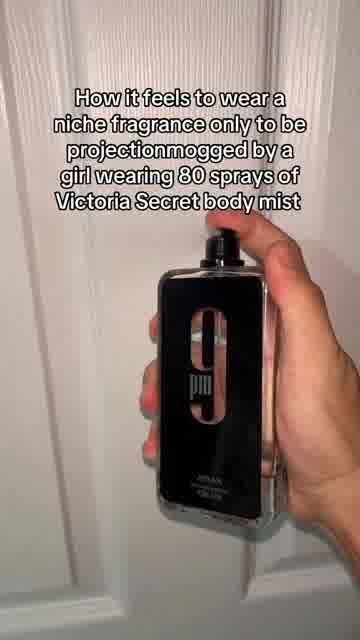 How it feels to wear a
niche fragrance only to be
projectionmogged by a
girl wearing 80 sprays of
Victoria Secret body mist
9
pm
AFNAN